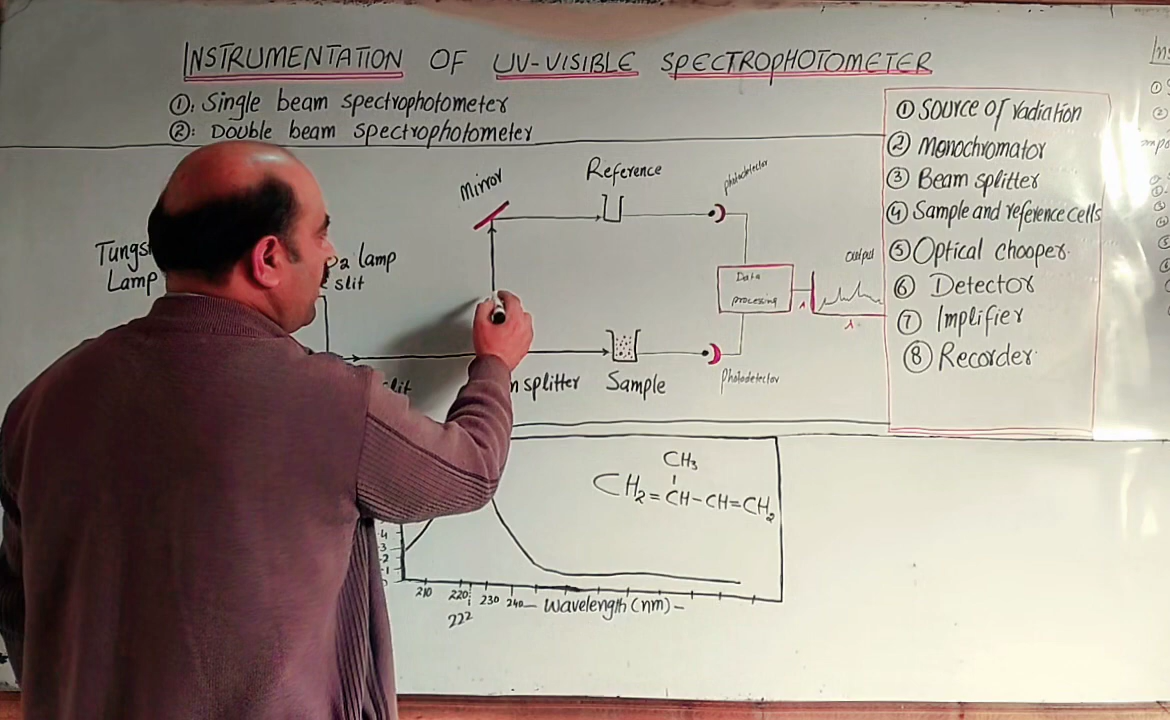 INSTRUMENTATION OF UV-VISIBLE SPECTROPHOTOMETER
①: Single beam spectrophotometer
②: Double beam spectrophotometer
① Source of radiation
② Monochromator
③ Beam splitter
④ Sample and reference cells
⑤ Optical chooper.
⑥ Detector
⑦ Implifier
⑧ Recorder.
Mirror
Reference
photodetector
Lamp
2 lamp
slit
Data
processing
output
λ
λ
splitter
Sample
Photodetector
CH3
CH2=CH-CH=CH2
4
3
2
1
210 220 230 240 Wavelength (nm)
222